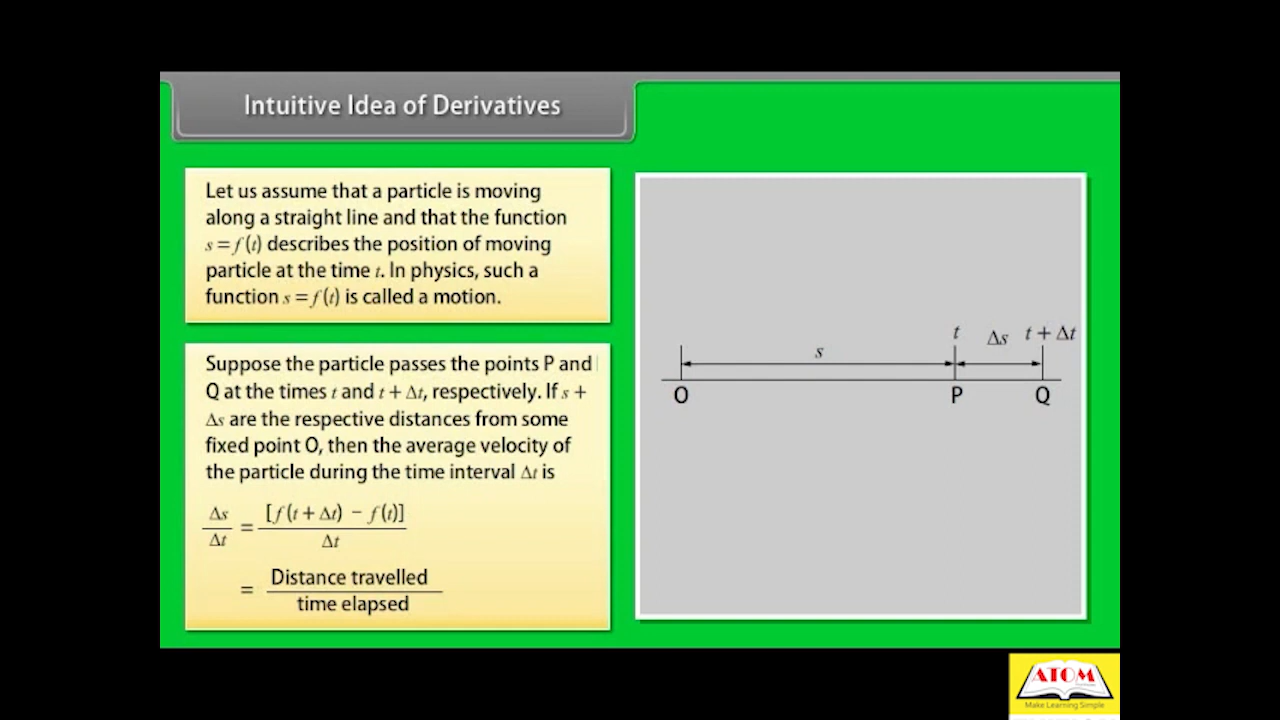 Intuitive Idea of Derivatives
Let us assume that a particle is moving
along a straight line and that the function
s = f(t) describes the position of moving
particle at the time t. In physics, such a
function s = f(t) is called a motion.
Suppose the particle passes the points P and
Q at the times t and t + Δt, respectively. If s +
Δs are the respective distances from some
fixed point O, then the average velocity of
the particle during the time interval Δt is
Δs/Δt = [f(t + Δt) − f(t)]/Δt
= Distance travelled/time elapsed
t Δs t + Δt
s
O P Q
ATOM
Make Learning Simple